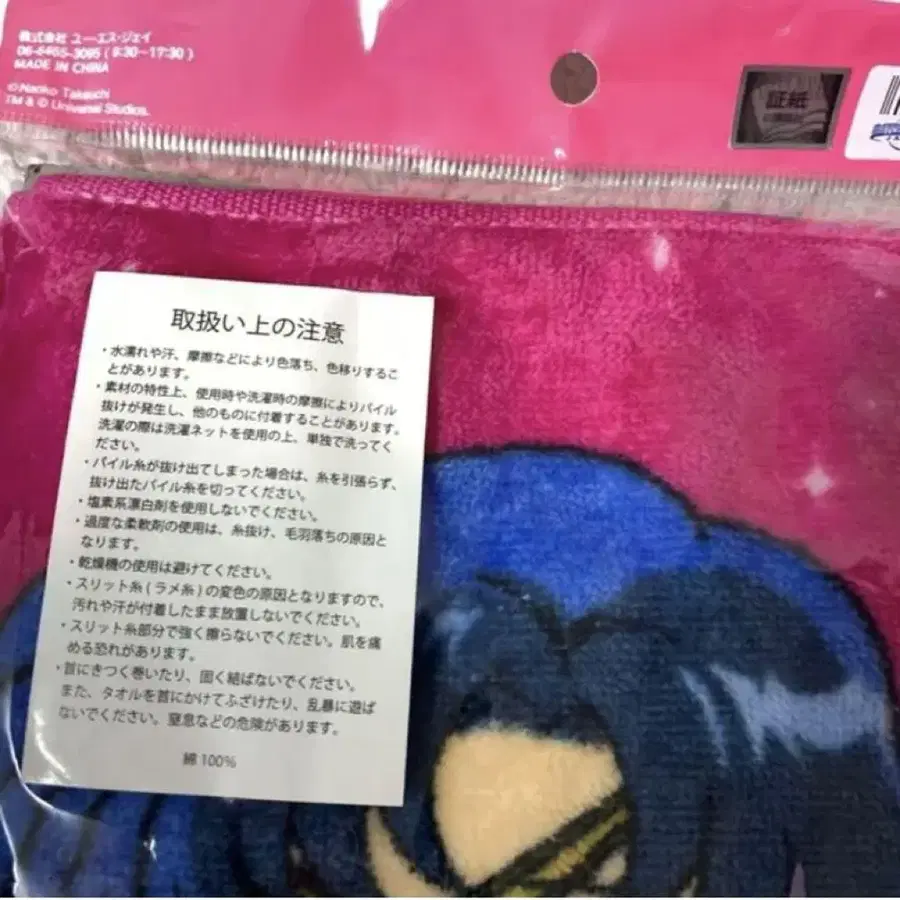 株式会社 ユー・エス・ジェイ
06-6465-3095 ( 9:30〜17:30 )
MADE IN CHINA
©Naoko Takeuchi
TM & © Universal Studios.
証紙
取扱い上の注意
・水濡れや汗、摩擦などにより色落ち、色移りするこ
とがあります。
・素材の特性上、使用時や洗濯時の摩擦によりパイル
抜けが発生し、他のものに付着することがあります。
洗濯の際は洗濯ネットを使用の上、単独で洗ってく
ださい。
・パイル糸が抜け出てしまった場合は、糸を引張らず、
抜け出たパイル糸を切ってください。
・塩素系漂白剤を使用しないでください。
・過度な柔軟剤の使用は、糸抜け、毛羽落ちの原因と
なります。
・乾燥機の使用は避けてください。
・スリット糸 ( ラメ糸 ) の変色の原因となりますので、
汚れや汗が付着したまま放置しないでください。
・スリット糸部分で強く擦らないでください。肌を痛
める恐れがあります。
・首にきつく巻いたり、固く結ばないでください。
また、タオルを首にかけてふざけたり、乱暴に遊ば
ないでください。窒息などの危険があります。
綿 100%